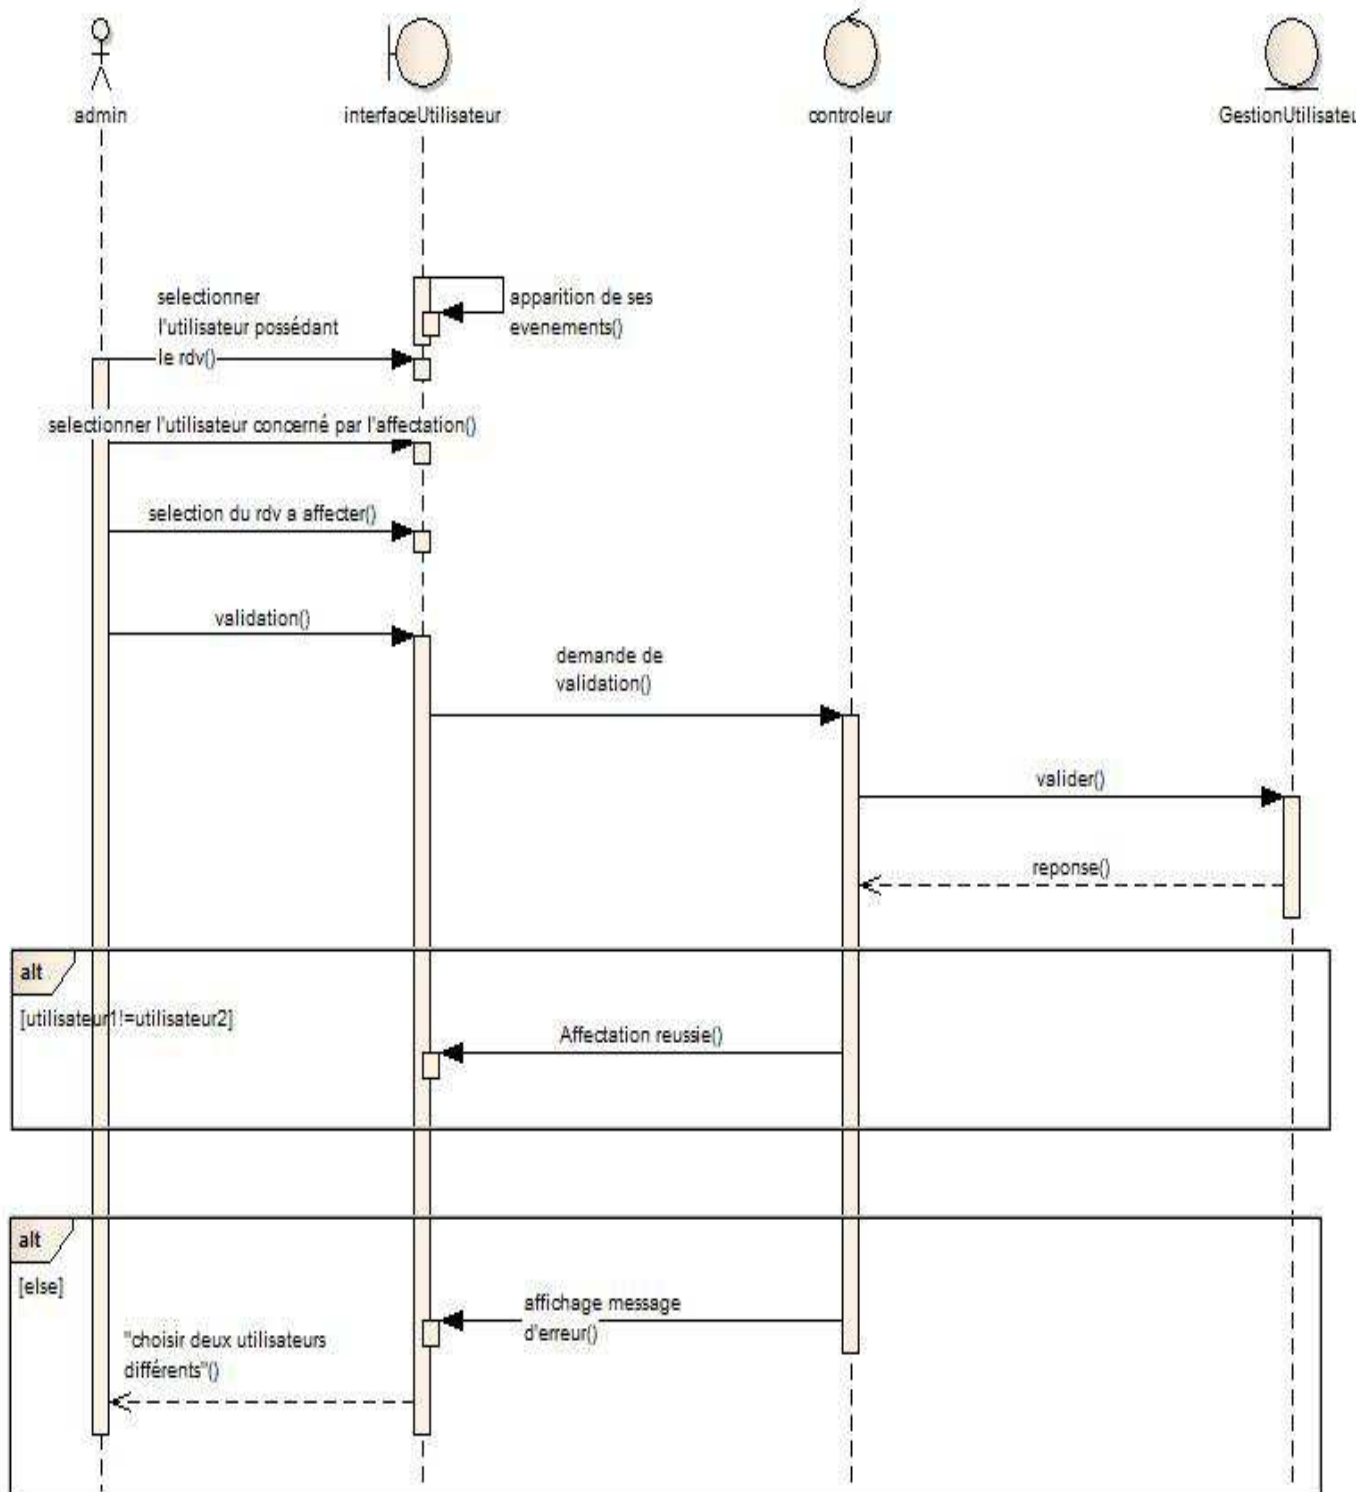 admin
interfaceUtilisateur
controleur
GestionUtilisateu
selectionner
l'utilisateur possédant
le rdv()
apparition de ses
evenements()
selectionner l'utilisateur concerné par l'affectation()
selection du rdv a affecter()
validation()
demande de
validation()
valider()
reponse()
alt
[utilisateur1!=utilisateur2]
Affectation reussie()
alt
[else]
affichage message
d'erreur()
"choisir deux utilisateurs
différents"()